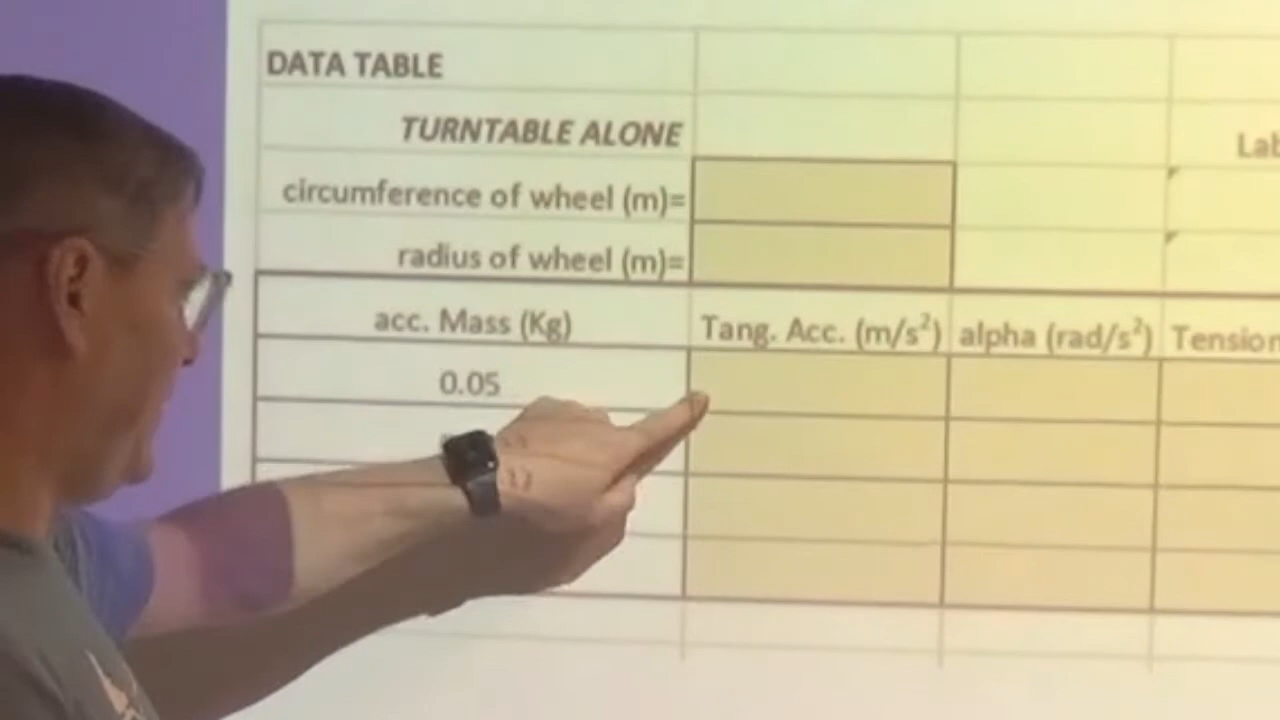 DATA TABLE
TURNTABLE ALONE
Lab
circumference of wheel (m)=
radius of wheel (m)=
acc. Mass (Kg) Tang. Acc. (m/s²) alpha (rad/s²) Tension
0.05